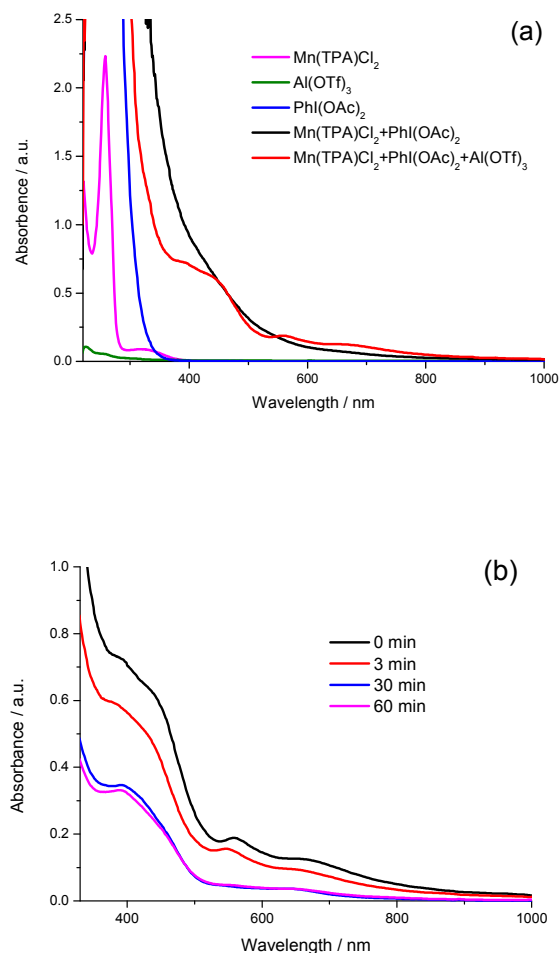 (a)
2.5
2.0
1.5
1.0
0.5
0.0
Absorbence / a.u.
Mn(TPA)Cl₂
Al(OTf)₃
PhI(OAc)₂
Mn(TPA)Cl₂+PhI(OAc)₂
Mn(TPA)Cl₂+PhI(OAc)₂+Al(OTf)₃
400 600 800 1000
Wavelength / nm
(b)
1.0
0.8
0.6
0.4
0.2
0.0
Absorbance / a.u.
0 min
3 min
30 min
60 min
400 600 800 1000
Wavelength / nm